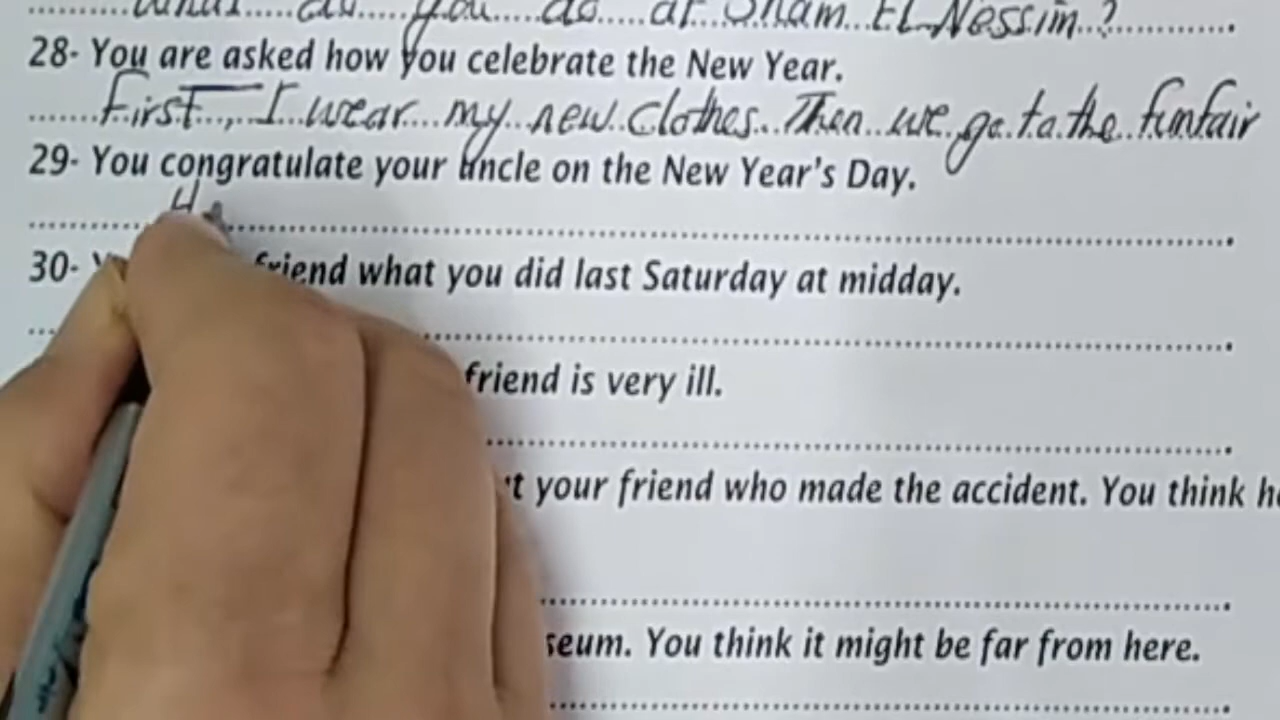 What do you do at Sham EL Nessim?
28- You are asked how you celebrate the New Year.
First, I wear my new clothes. Then we go to the funfair
29- You congratulate your uncle on the New Year's Day.
H
30- friend what you did last Saturday at midday.
friend is very ill.
your friend who made the accident. You think
You think it might be far from here.